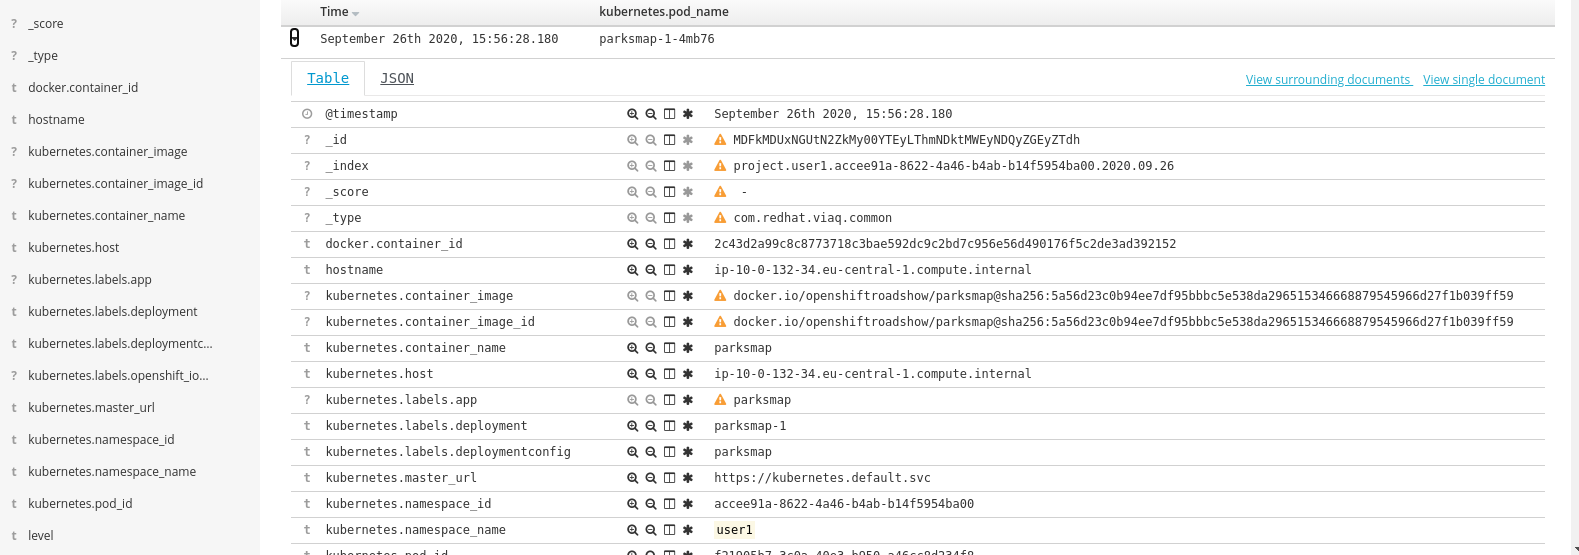 ? _score
? _type
t docker.container_id
t hostname
? kubernetes.container_image
? kubernetes.container_image_id
t kubernetes.container_name
t kubernetes.host
? kubernetes.labels.app
t kubernetes.labels.deployment
t kubernetes.labels.deploymentc...
? kubernetes.labels.openshift_io...
t kubernetes.master_url
t kubernetes.namespace_id
t kubernetes.namespace_name
t kubernetes.pod_id
t level
Time kubernetes.pod_name
September 26th 2020, 15:56:28.180 parksmap-1-4mb76
Table JSON View surrounding documents View single document
@timestamp September 26th 2020, 15:56:28.180
? _id MDFkMDUxNGUtN2ZkMy00YTEyLThmNDktMWEyNDQyZGEyZTdh
? _index project.user1.accee91a-8622-4a46-b4ab-b14f5954ba00.2020.09.26
? _score -
? _type com.redhat.viaq.common
t docker.container_id 2c43d2a99c8c8773718c3bae592dc9c2bd7c956e56d490176f5c2de3ad392152
t hostname ip-10-0-132-34.eu-central-1.compute.internal
? kubernetes.container_image docker.io/openshiftroadshow/parksmap@sha256:5a56d23c0b94ee7df95bbbc5e538da296515346668879545966d27f1b039ff59
? kubernetes.container_image_id docker.io/openshiftroadshow/parksmap@sha256:5a56d23c0b94ee7df95bbbc5e538da296515346668879545966d27f1b039ff59
t kubernetes.container_name parksmap
t kubernetes.host ip-10-0-132-34.eu-central-1.compute.internal
? kubernetes.labels.app parksmap
t kubernetes.labels.deployment parksmap-1
t kubernetes.labels.deploymentconfig parksmap
t kubernetes.master_url https://kubernetes.default.svc
t kubernetes.namespace_id accee91a-8622-4a46-b4ab-b14f5954ba00
t kubernetes.namespace_name user1
t kubernetes.pod_id